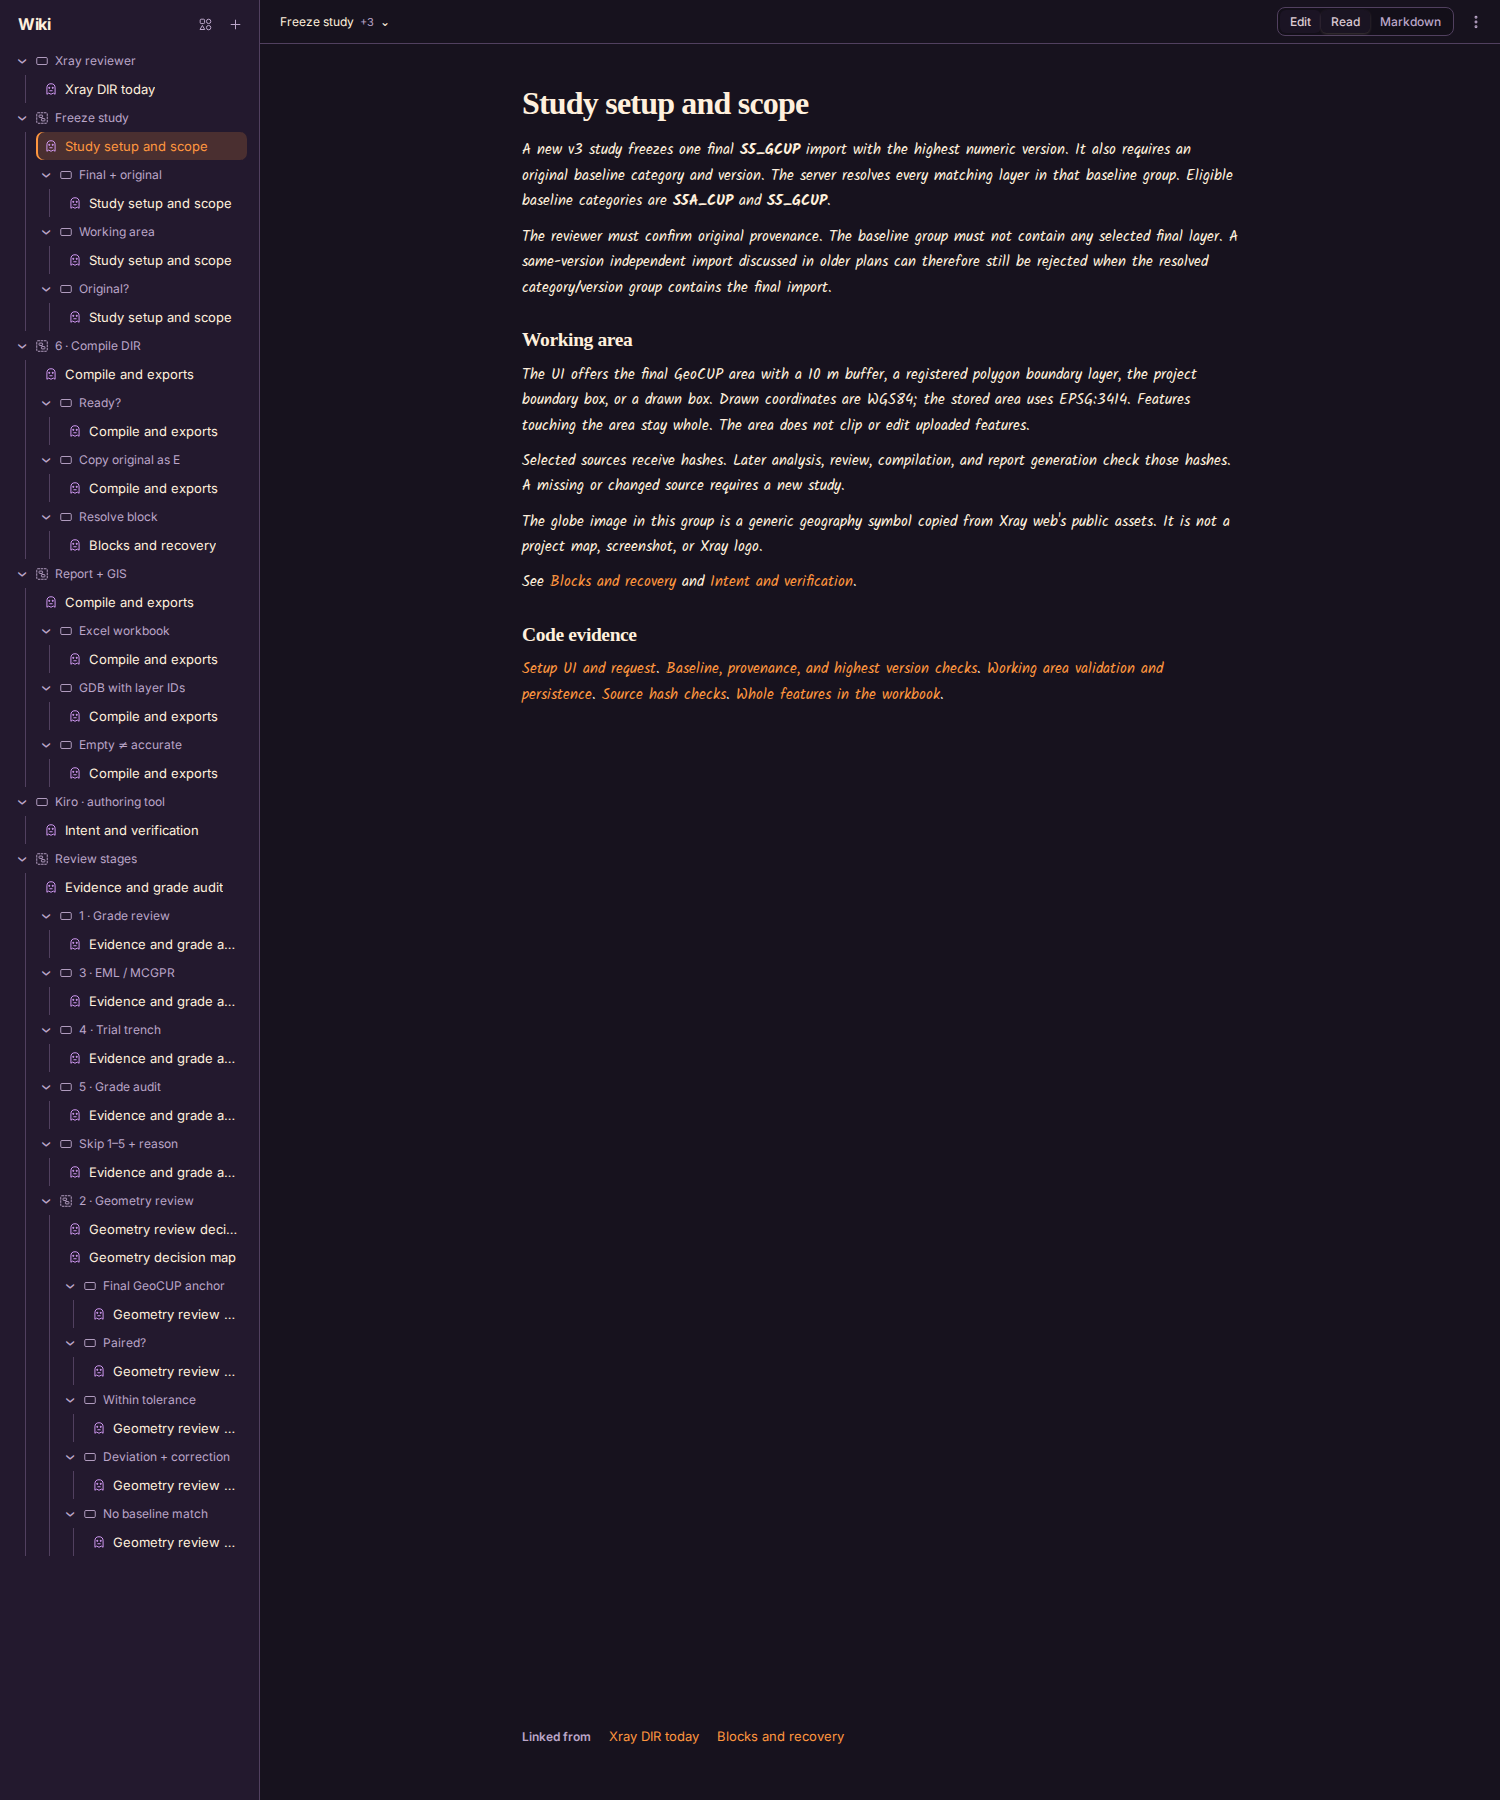 Wiki
Xray reviewer
Xray DIR today
Freeze study
Study setup and scope
Final + original
Study setup and scope
Working area
Study setup and scope
Original?
Study setup and scope
6 · Compile DIR
Compile and exports
Ready?
Compile and exports
Copy original as E
Compile and exports
Resolve block
Blocks and recovery
Report + GIS
Compile and exports
Excel workbook
Compile and exports
GDB with layer IDs
Compile and exports
Empty ≠ accurate
Compile and exports
Kiro · authoring tool
Intent and verification
Review stages
Evidence and grade audit
1 · Grade review
Evidence and grade a...
3 · EML / MCGPR
Evidence and grade a...
4 · Trial trench
Evidence and grade a...
5 · Grade audit
Evidence and grade a...
Skip 1–5 + reason
Evidence and grade a...
2 · Geometry review
Geometry review deci...
Geometry decision map
Final GeoCUP anchor
Geometry review ...
Paired?
Geometry review ...
Within tolerance
Geometry review ...
Deviation + correction
Geometry review ...
No baseline match
Geometry review ...
Freeze study +3
Edit Read Markdown
Study setup and scope
A new v3 study freezes one final S5_GCUP import with the highest numeric version. It also requires an
original baseline category and version. The server resolves every matching layer in that baseline group. Eligible
baseline categories are S5A_CUP and S5_GCUP.
The reviewer must confirm original provenance. The baseline group must not contain any selected final layer. A
same-version independent import discussed in older plans can therefore still be rejected when the resolved
category/version group contains the final import.
Working area
The UI offers the final GeoCUP area with a 10 m buffer, a registered polygon boundary layer, the project
boundary box, or a drawn box. Drawn coordinates are WGS84; the stored area uses EPSG:3414. Features
touching the area stay whole. The area does not clip or edit uploaded features.
Selected sources receive hashes. Later analysis, review, compilation, and report generation check those hashes.
A missing or changed source requires a new study.
The globe image in this group is a generic geography symbol copied from Xray web's public assets. It is not a
project map, screenshot, or Xray logo.
See Blocks and recovery and Intent and verification.
Code evidence
Setup UI and request. Baseline, provenance, and highest version checks. Working area validation and
persistence. Source hash checks. Whole features in the workbook.
Linked from Xray DIR today Blocks and recovery